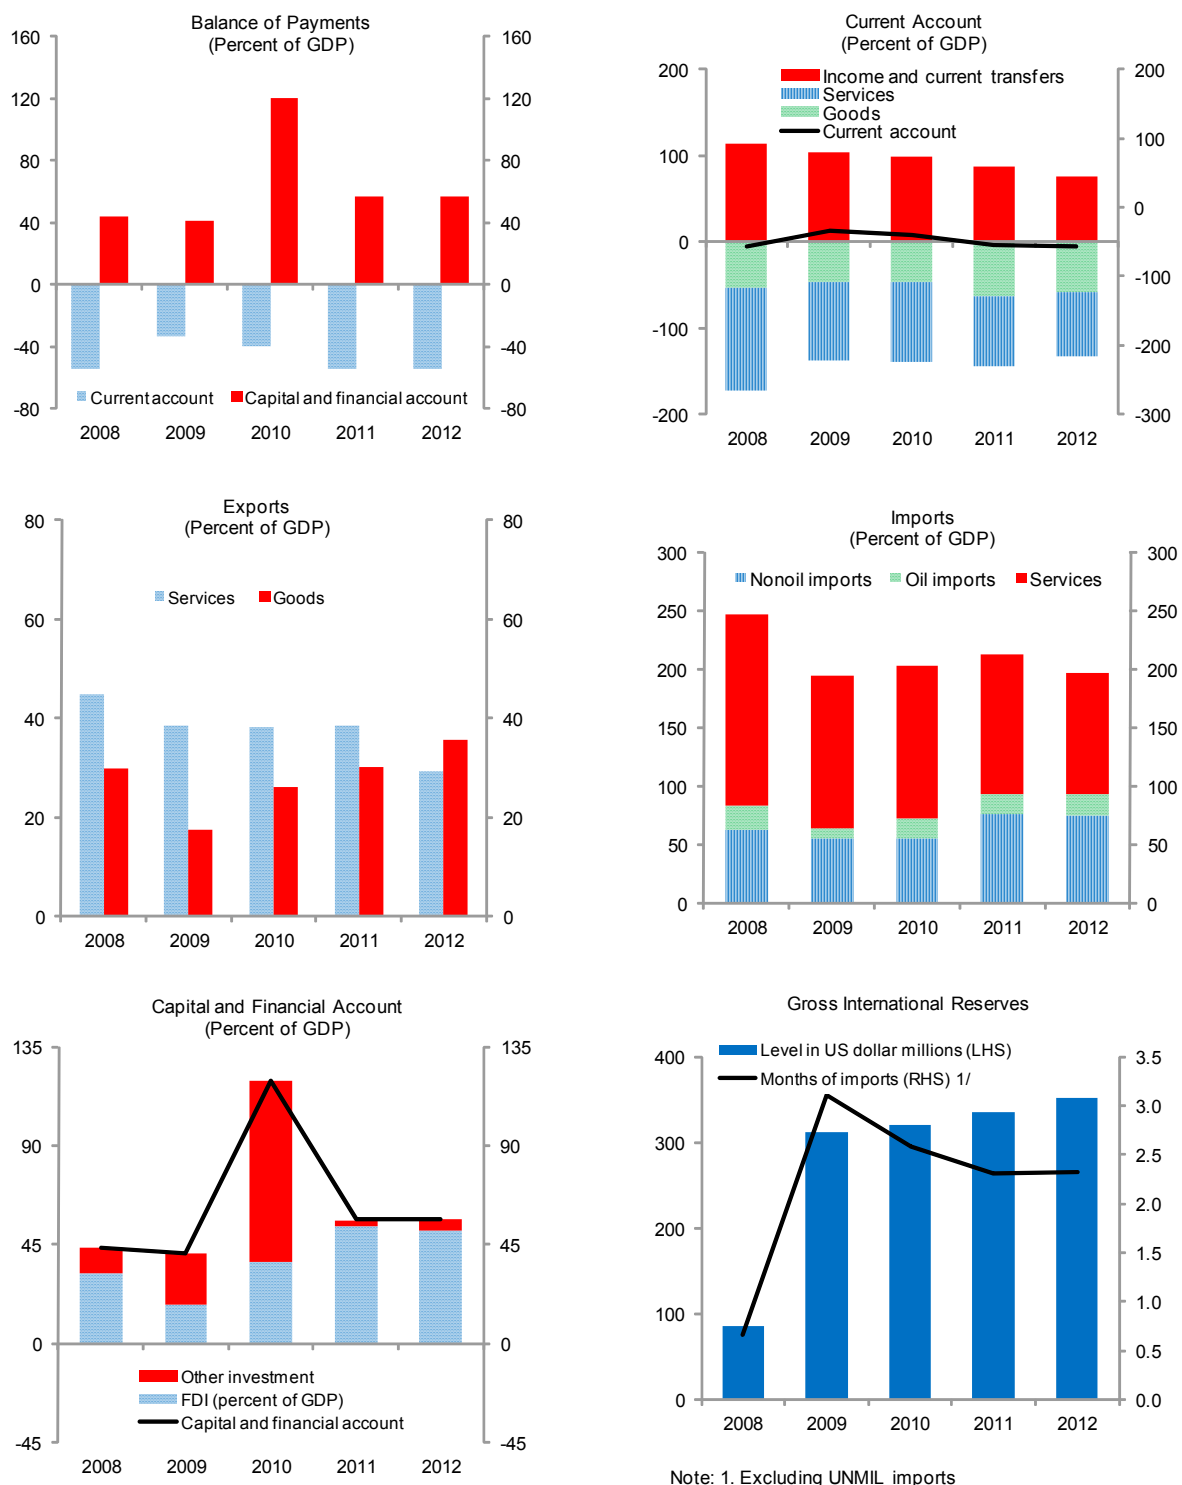 Balance of Payments
(Percent of GDP)
160 160
120 120
80 80
40 40
0 0
-40 -40
-80 -80
Current account Capital and financial account
2008 2009 2010 2011 2012
Current Account
(Percent of GDP)
200 200
Income and current transfers
Services
Goods
Current account
100 100
0 0
-100 -100
-200 -200
-300
2008 2009 2010 2011 2012
Exports
(Percent of GDP)
80 80
Services Goods
60 60
40 40
20 20
0 0
2008 2009 2010 2011 2012
Imports
(Percent of GDP)
300 300
Nonoil imports Oil imports Services
250 250
200 200
150 150
100 100
50 50
0 0
2008 2009 2010 2011 2012
Capital and Financial Account
(Percent of GDP)
135 135
90 90
45 45
0 0
Other investment
FDI (percent of GDP)
Capital and financial account
-45 -45
2008 2009 2010 2011 2012
Gross International Reserves
Level in US dollar millions (LHS)
Months of imports (RHS) 1/
400 3.5
3.0
300 2.5
200 2.0
1.5
100 1.0
0.5
0 0.0
2008 2009 2010 2011 2012
Note: 1. Excluding UNMIL imports